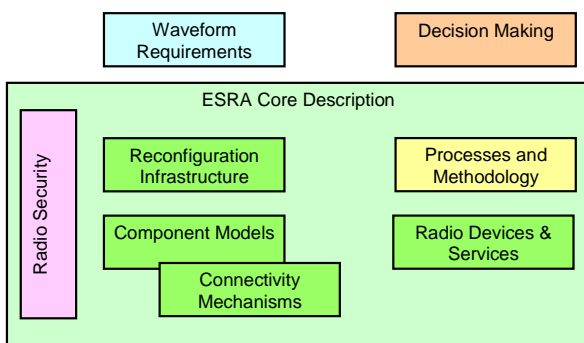 Waveform
Requirements
Decision Making
ESRA Core Description
Radio Security
Reconfiguration
Infrastructure
Processes and
Methodology
Component Models
Radio Devices &
Services
Connectivity
Mechanisms